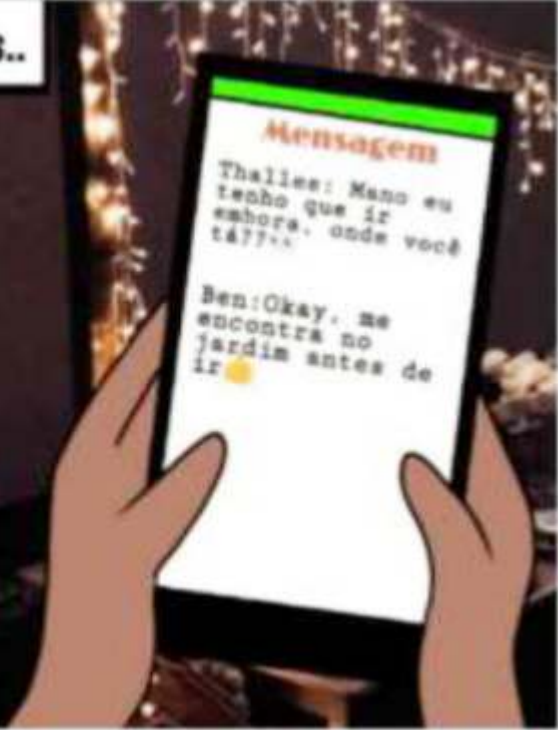 ..
Mensagem
Thalles: Mano eu
tenho que ir
embora, onde você
tá??
Ben:Okay, me
encontra no
jardim antes de
ir👍